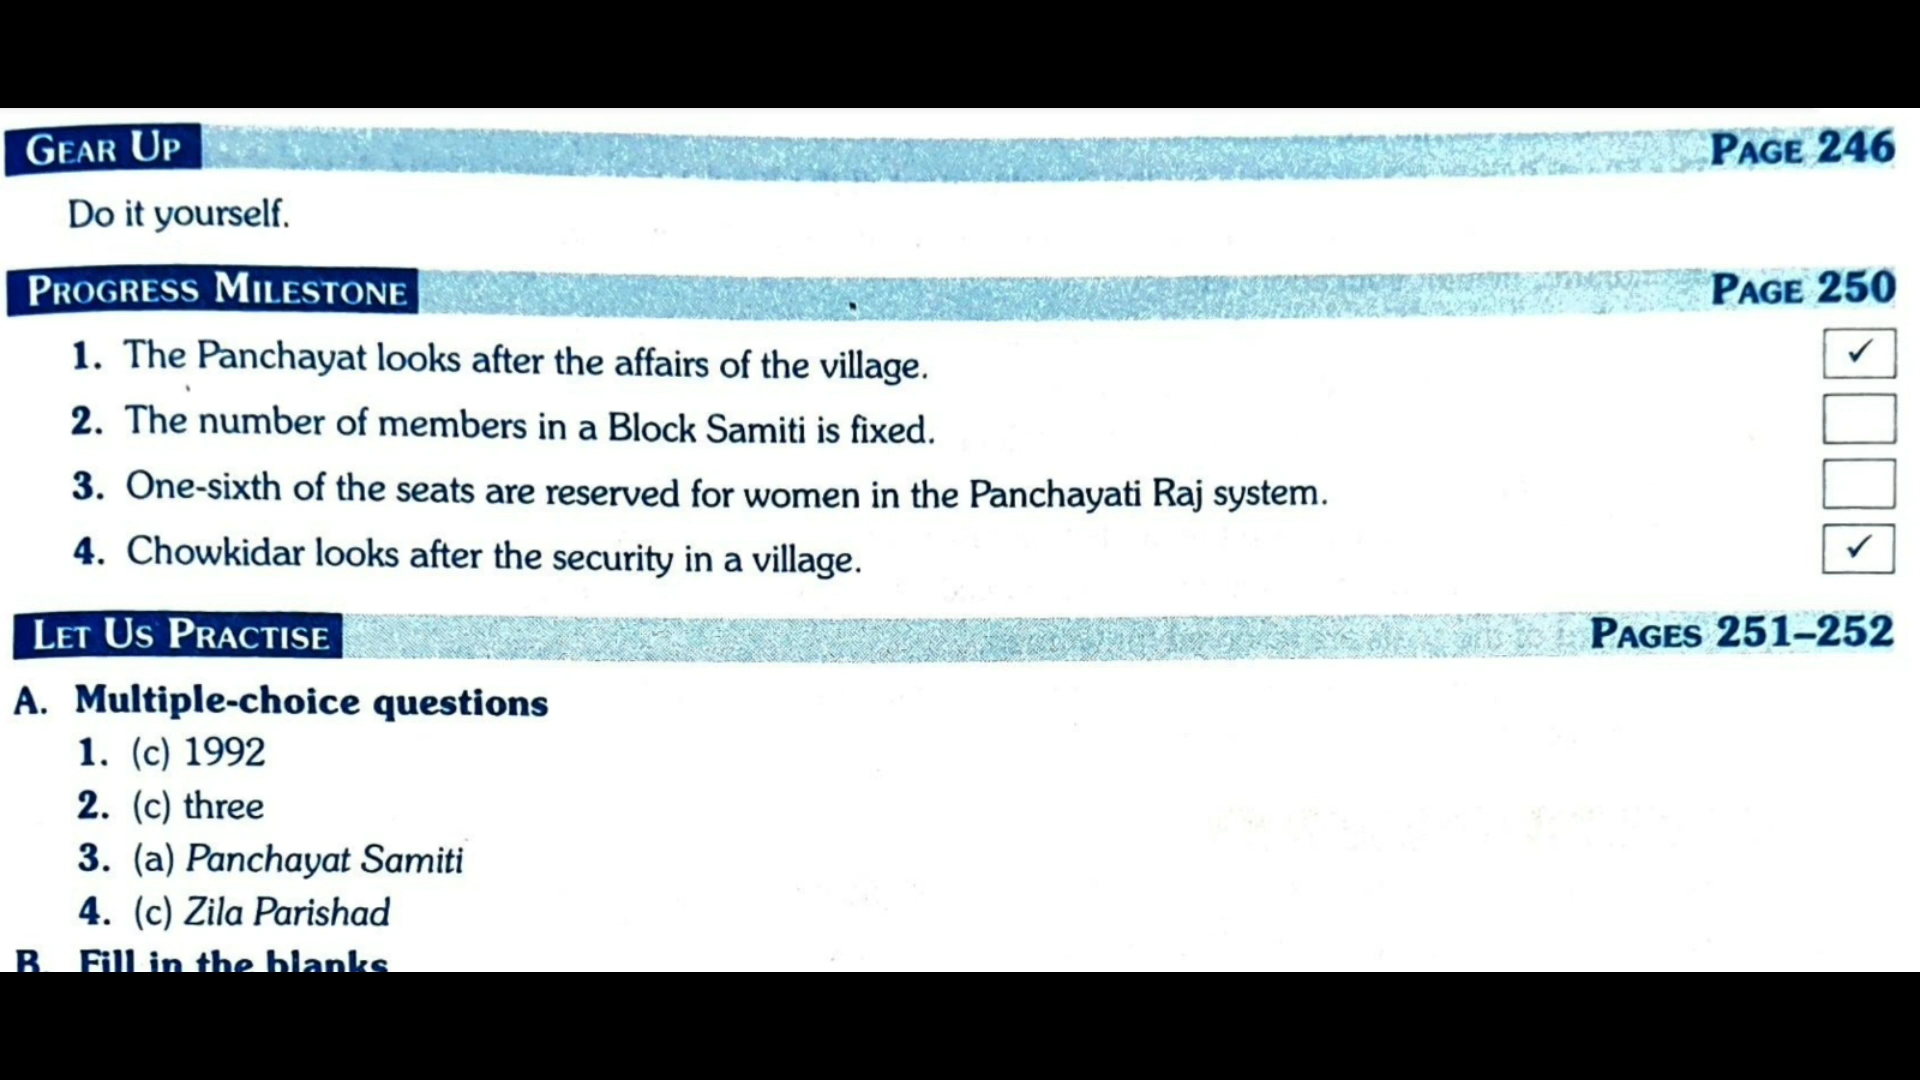 GEAR UP PAGE 246
Do it yourself.
PROGRESS MILESTONE PAGE 250
1. The Panchayat looks after the affairs of the village. ✓
2. The number of members in a Block Samiti is fixed.
3. One-sixth of the seats are reserved for women in the Panchayati Raj system.
4. Chowkidar looks after the security in a village. ✓
LET US PRACTISE PAGES 251–252
A. Multiple-choice questions
1. (c) 1992
2. (c) three
3. (a) Panchayat Samiti
4. (c) Zila Parishad
B. Fill in the blanks